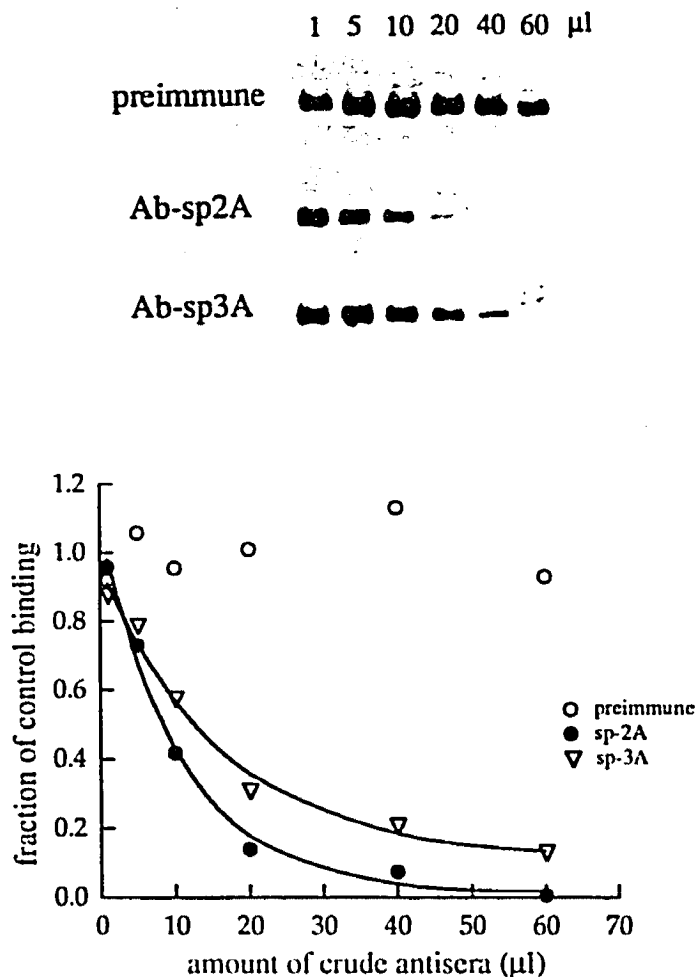 1 5 10 20 40 60 µl
preimmune
Ab-sp2A
Ab-sp3A
1.2
1.0
0.8
0.6
0.4
0.2
0.0
fraction of control binding
preimmune
sp-2A
sp-3A
0 10 20 30 40 50 60 70
amount of crude antisera (µl)